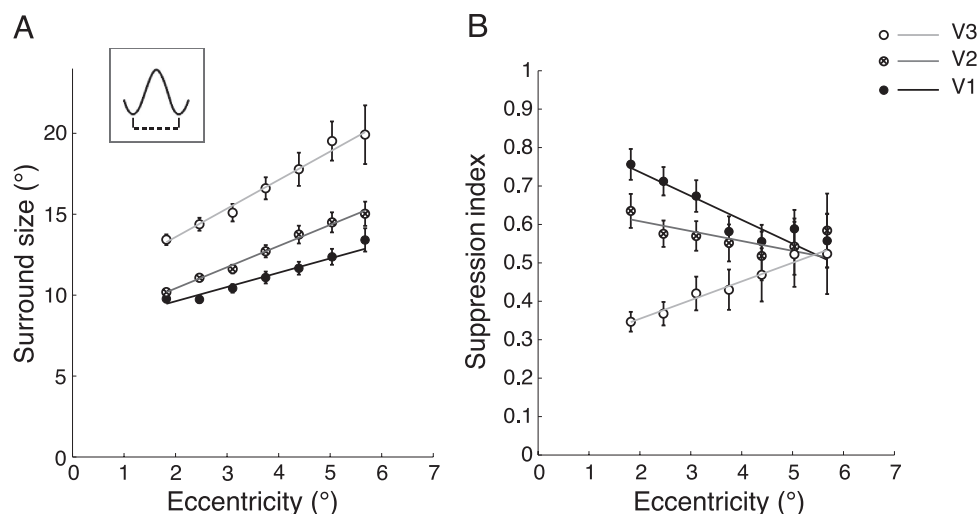 A
B
V3
V2
V1
Surround size (°)
20
15
10
5
0
0 1 2 3 4 5 6 7
Eccentricity (°)
Suppression index
1
0.9
0.8
0.7
0.6
0.5
0.4
0.3
0.2
0.1
0
0 1 2 3 4 5 6 7
Eccentricity (°)